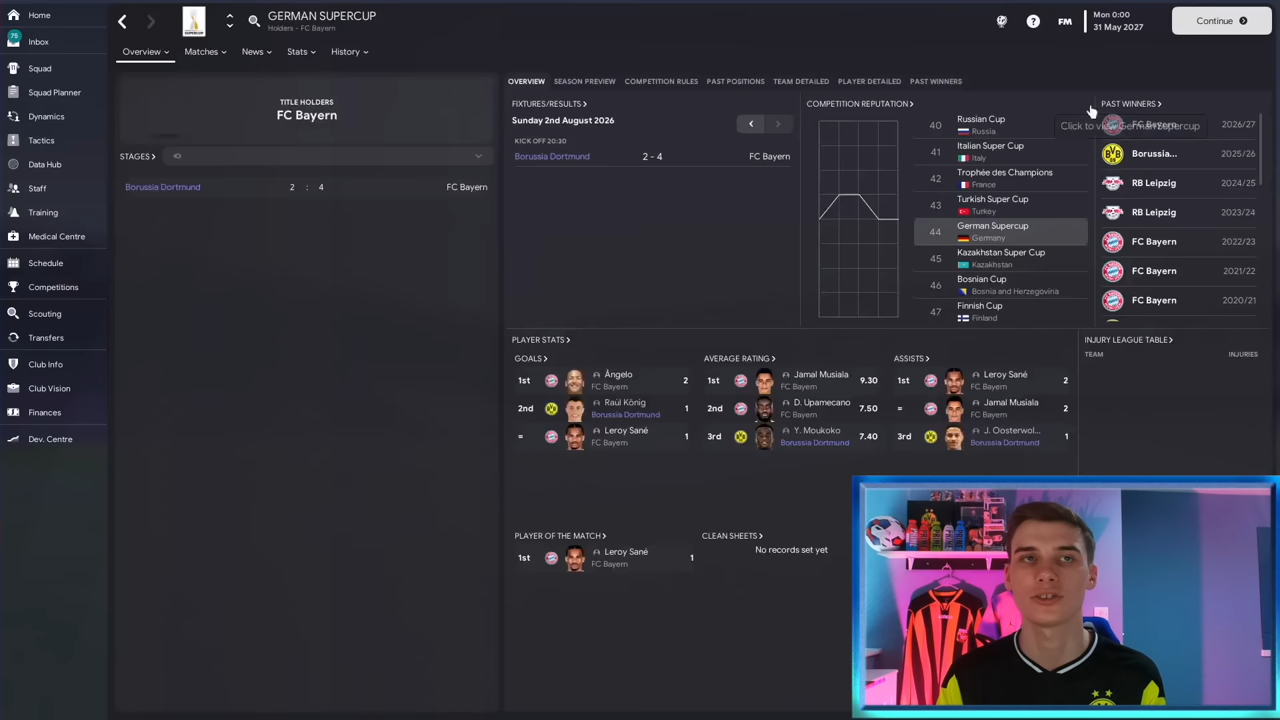 Home
75
Inbox
Squad
Squad Planner
Dynamics
Tactics
Data Hub
Staff
Training
Medical Centre
Schedule
Competitions
Scouting
Transfers
Club Info
Club Vision
Finances
Dev. Centre
SUPERCUP
GERMAN SUPERCUP
Holders - FC Bayern
?
FM
Mon 0:00
31 May 2027
Continue
Overview
Matches
News
Stats
History
TITLE HOLDERS
FC Bayern
STAGES
Borussia Dortmund 2 : 4 FC Bayern
OVERVIEW SEASON PREVIEW COMPETITION RULES PAST POSITIONS TEAM DETAILED PLAYER DETAILED PAST WINNERS
FIXTURES/RESULTS
Sunday 2nd August 2026
KICK OFF 20:30
Borussia Dortmund 2 - 4 FC Bayern
COMPETITION REPUTATION
40 Russian Cup
Russia
41 Italian Super Cup
Italy
42 Trophée des Champions
France
43 Turkish Super Cup
Turkey
44 German Supercup
Germany
45 Kazakhstan Super Cup
Kazakhstan
46 Bosnian Cup
Bosnia and Herzegovina
47 Finnish Cup
Finland
PAST WINNERS
Click to view German Supercup
FC Bayern 2026/27
Borussia... 2025/26
RB Leipzig 2024/25
RB Leipzig 2023/24
FC Bayern 2022/23
FC Bayern 2021/22
FC Bayern 2020/21
PLAYER STATS
GOALS
1st Ângelo 2
FC Bayern
2nd Raúl König 1
Borussia Dortmund
= Leroy Sané 1
FC Bayern
AVERAGE RATING
1st Jamal Musiala 9.30
FC Bayern
2nd D. Upamecano 7.50
FC Bayern
3rd Y. Moukoko 7.40
Borussia Dortmund
ASSISTS
1st Leroy Sané 2
FC Bayern
= Jamal Musiala 2
FC Bayern
3rd J. Oosterwol... 1
Borussia Dortmund
INJURY LEAGUE TABLE
TEAM INJURIES
PLAYER OF THE MATCH
1st Leroy Sané 1
FC Bayern
CLEAN SHEETS
No records set yet